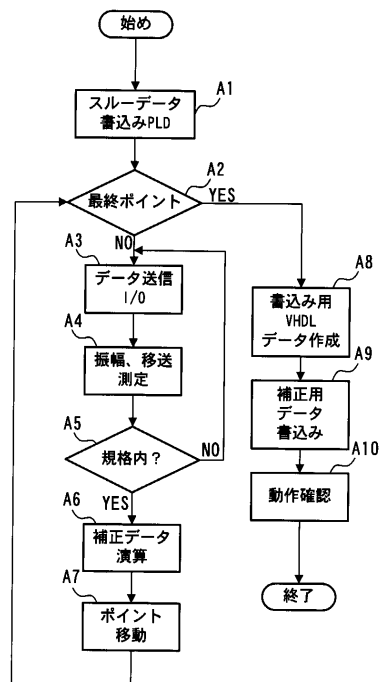 始め
A1
スルーデータ
書込みPLD
A2
最終ポイント
YES
NO
A3
データ送信
I/O
A4
振幅、移送
測定
A5
規格内?
NO
YES
A6
補正データ
演算
A7
ポイント
移動
A8
書込み用
VHDL
データ作成
A9
補正用
データ
書込み
A10
動作確認
終了